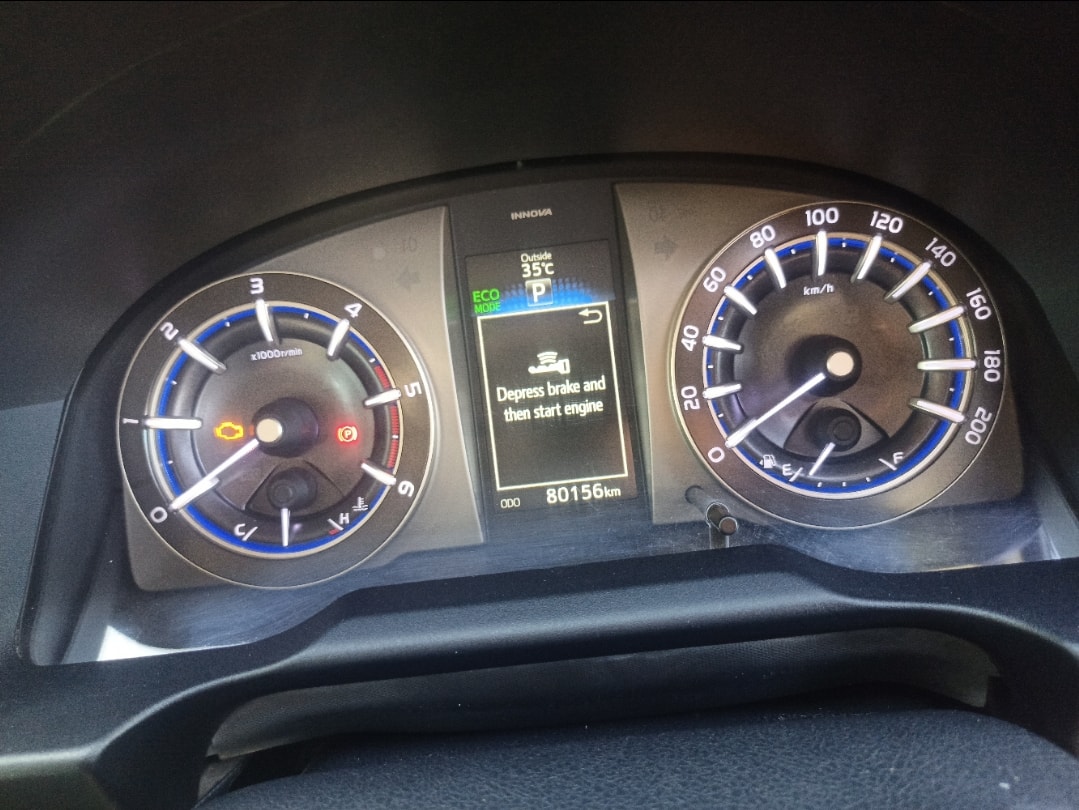 INNOVA
Outside
35°C
ECO
MODE
P
Depress brake and
then start engine
ODO 80156km
0
1
2
3
4
5
6
x1000r/min
P
C
H
0
20
40
60
80
100
120
140
160
180
200
km/h
E
F